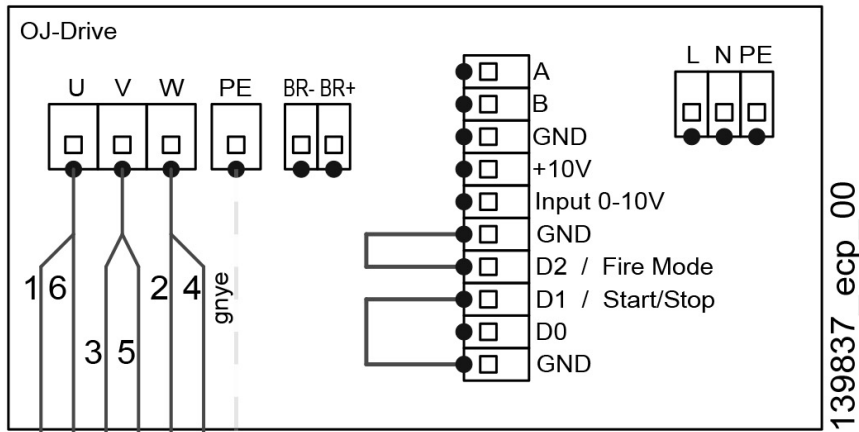 OJ-Drive
U V W PE BR- BR+
L N PE
A
B
GND
+10V
Input 0-10V
GND
D2 / Fire Mode
D1 / Start/Stop
D0
GND
1 6 2 4 gnye
3 5
139837_ecp_00